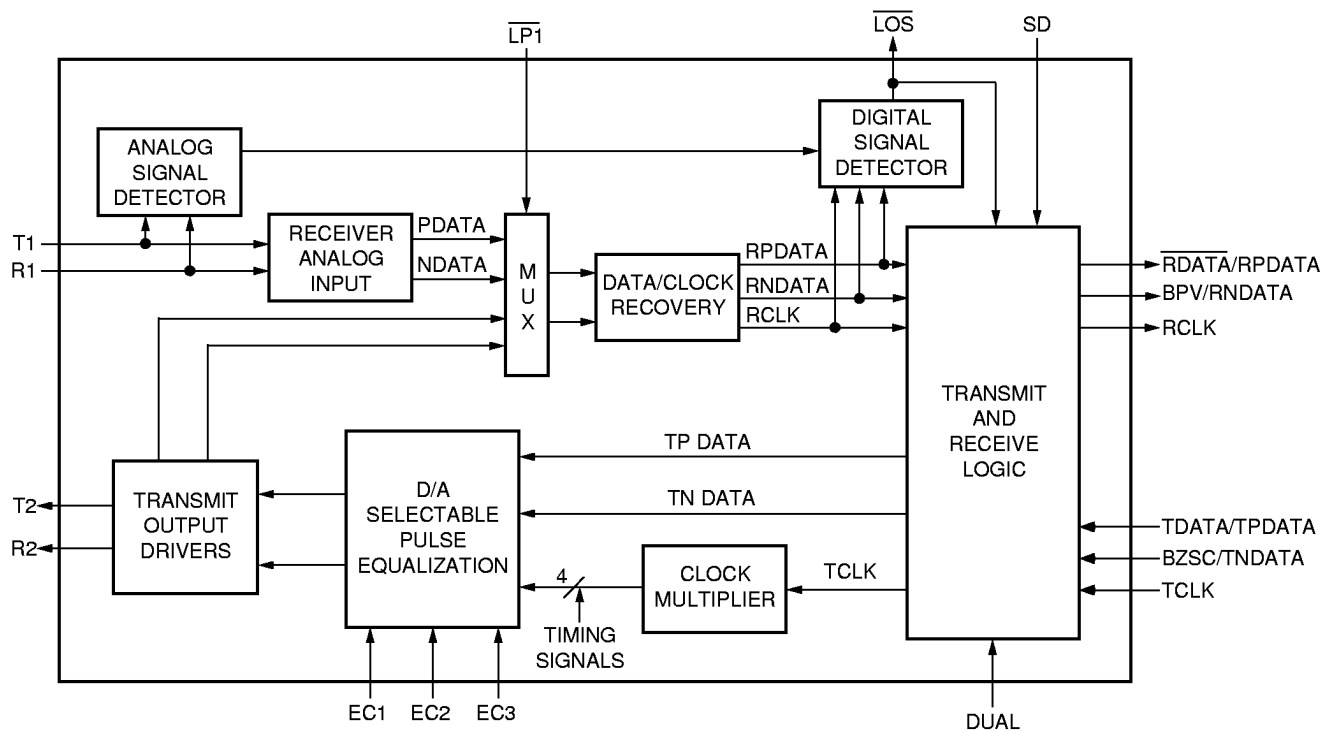 LP1
LOS
SD
ANALOG
SIGNAL
DETECTOR
DIGITAL
SIGNAL
DETECTOR
T1
R1
RECEIVER
ANALOG
INPUT
PDATA
NDATA
M
U
X
DATA/CLOCK
RECOVERY
RPDATA
RNDATA
RCLK
TRANSMIT
AND
RECEIVE
LOGIC
RDATA/RPDATA
BPV/RNDATA
RCLK
T2
R2
TRANSMIT
OUTPUT
DRIVERS
D/A
SELECTABLE
PULSE
EQUALIZATION
TP DATA
TN DATA
4
TIMING
SIGNALS
CLOCK
MULTIPLIER
TCLK
TDATA/TPDATA
BZSC/TNDATA
TCLK
EC1
EC2
EC3
DUAL